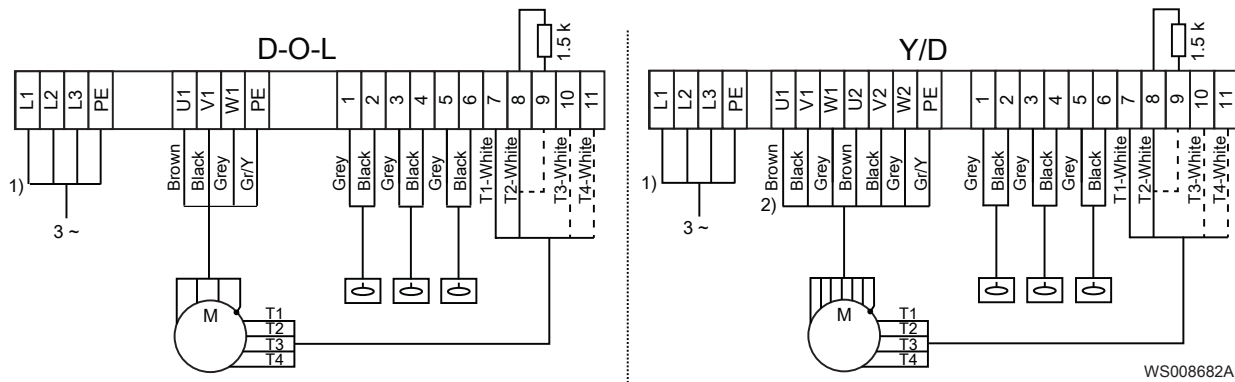 D-O-L
1.5 k
L1
L2
L3
PE
U1
V1
W1
PE
1
2
3
4
5
6
7
8
9
10
11
1)
3 ~
Brown
Black
Grey
Gr/Y
Grey
Black
Grey
Black
Grey
Black
T1-White
T2-White
T3-White
T4-White
M
T1
T2
T3
T4
Y/D
1.5 k
L1
L2
L3
PE
U1
V1
W1
U2
V2
W2
PE
1
2
3
4
5
6
7
8
9
10
11
1)
3 ~
2)
Brown
Black
Grey
Brown
Black
Grey
Gr/Y
Grey
Black
Grey
Black
Grey
Black
T1-White
T2-White
T3-White
T4-White
M
T1
T2
T3
T4
WS008682A